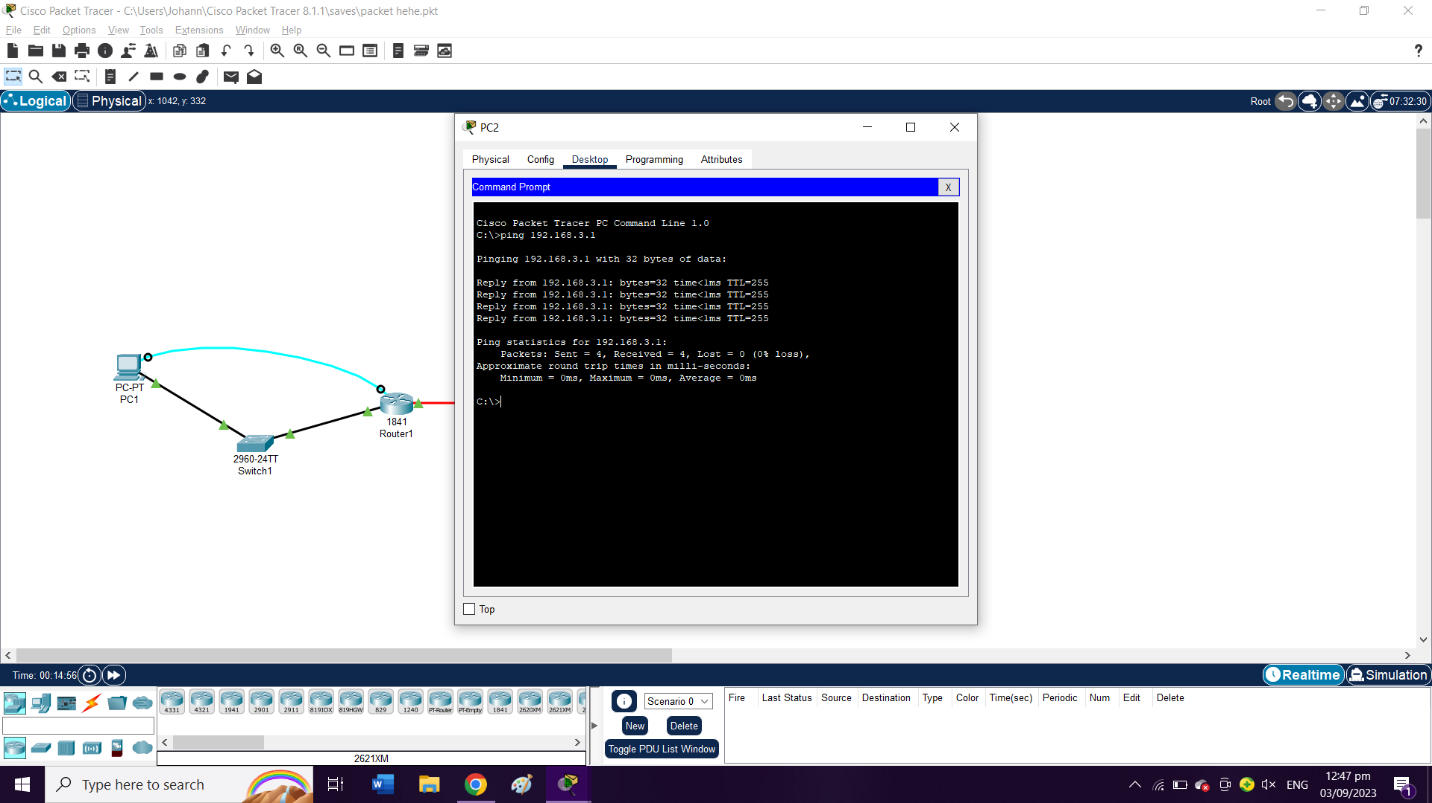 Cisco Packet Tracer - C:\Users\Johann\Cisco Packet Tracer 8.1.1\saves\packet hehe.pkt
File Edit Options View Tools Extensions Window Help
?
Logical Physical x: 1042, y: 332 Root 07:32:30
PC2
Physical Config Desktop Programming Attributes
Command Prompt X
Cisco Packet Tracer PC Command Line 1.0
C:\>ping 192.168.3.1
Pinging 192.168.3.1 with 32 bytes of data:
Reply from 192.168.3.1: bytes=32 time<1ms TTL=255
Reply from 192.168.3.1: bytes=32 time<1ms TTL=255
Reply from 192.168.3.1: bytes=32 time<1ms TTL=255
Reply from 192.168.3.1: bytes=32 time<1ms TTL=255
Ping statistics for 192.168.3.1:
Packets: Sent = 4, Received = 4, Lost = 0 (0% loss),
Approximate round trip times in milli-seconds:
Minimum = 0ms, Maximum = 0ms, Average = 0ms
C:\>
PC-PT
PC1
1841
Router1
2960-24TT
Switch1
Top
Time: 00:14:56 Realtime Simulation
4331 4321 1941 2901 2911 819IOX 819HGW 829 1240 PT-Router PT-Empty 1841 2620XM 2621XM 2
2621XM
Scenario 0
New Delete
Toggle PDU List Window
Fire Last Status Source Destination Type Color Time(sec) Periodic Num Edit Delete
Type here to search
ENG
12:47 pm
03/09/2023
1